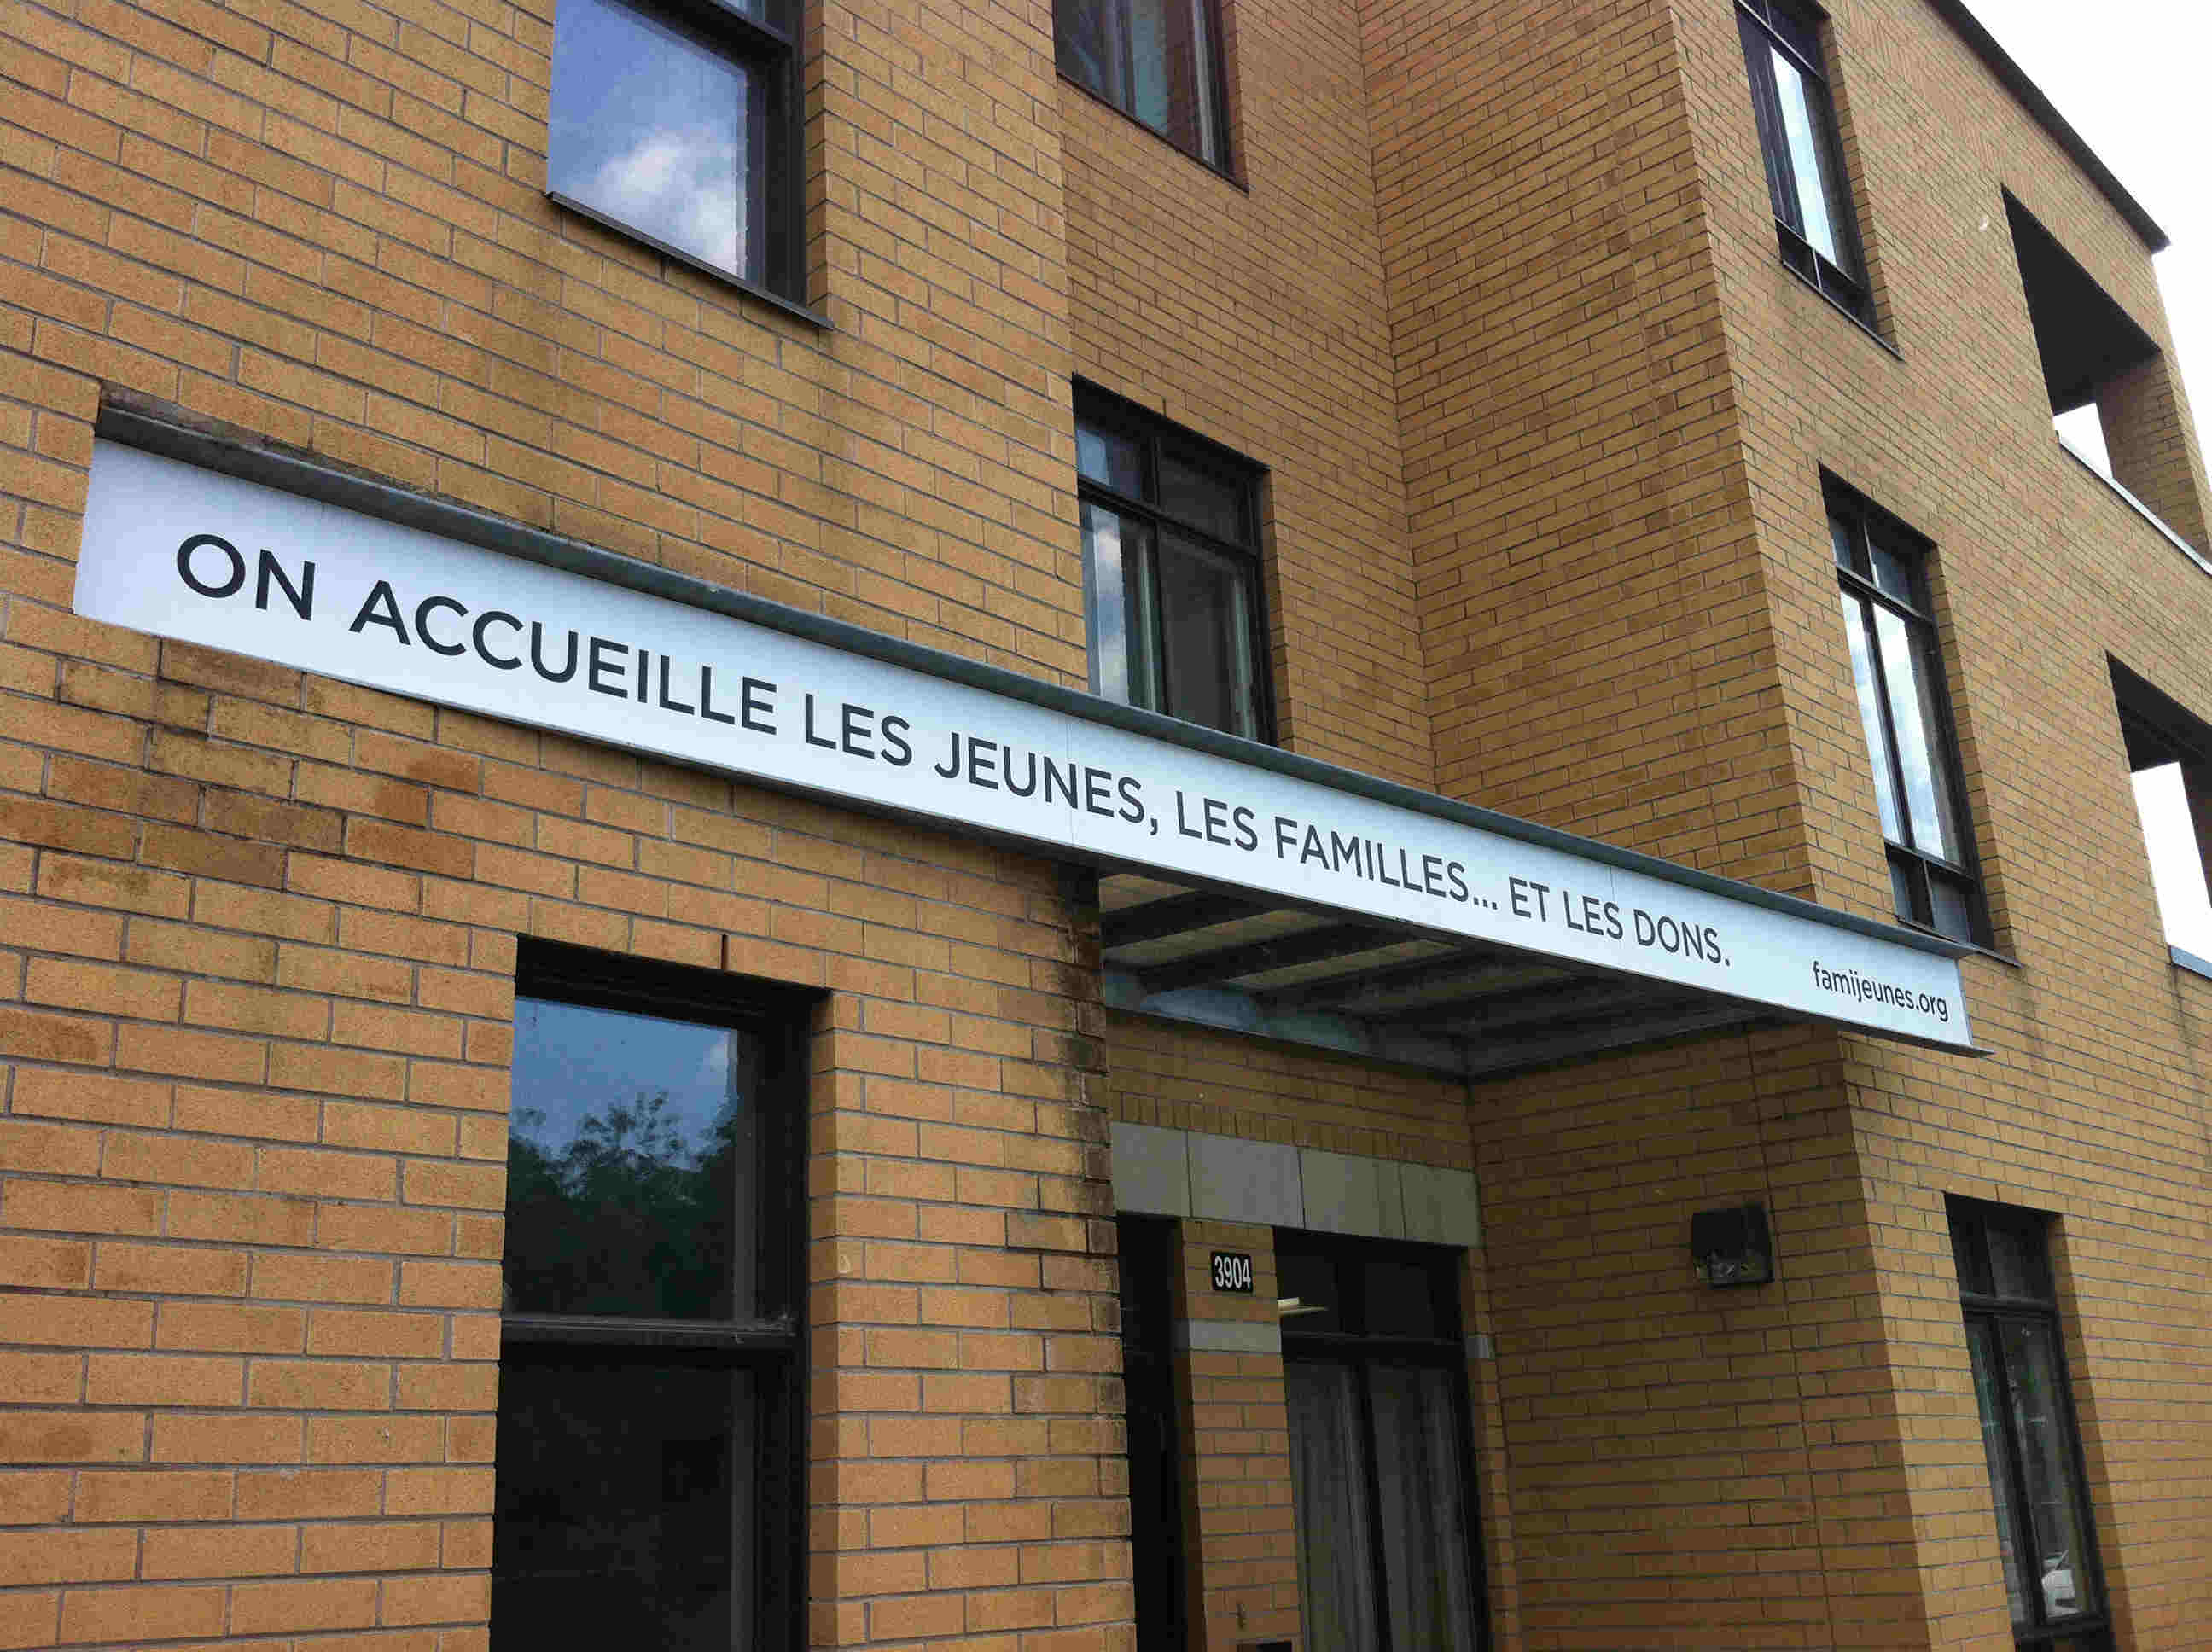 ON ACCUEILLE LES JEUNES, LES FAMILLES... ET LES DONS.
famijeunes.org
3904